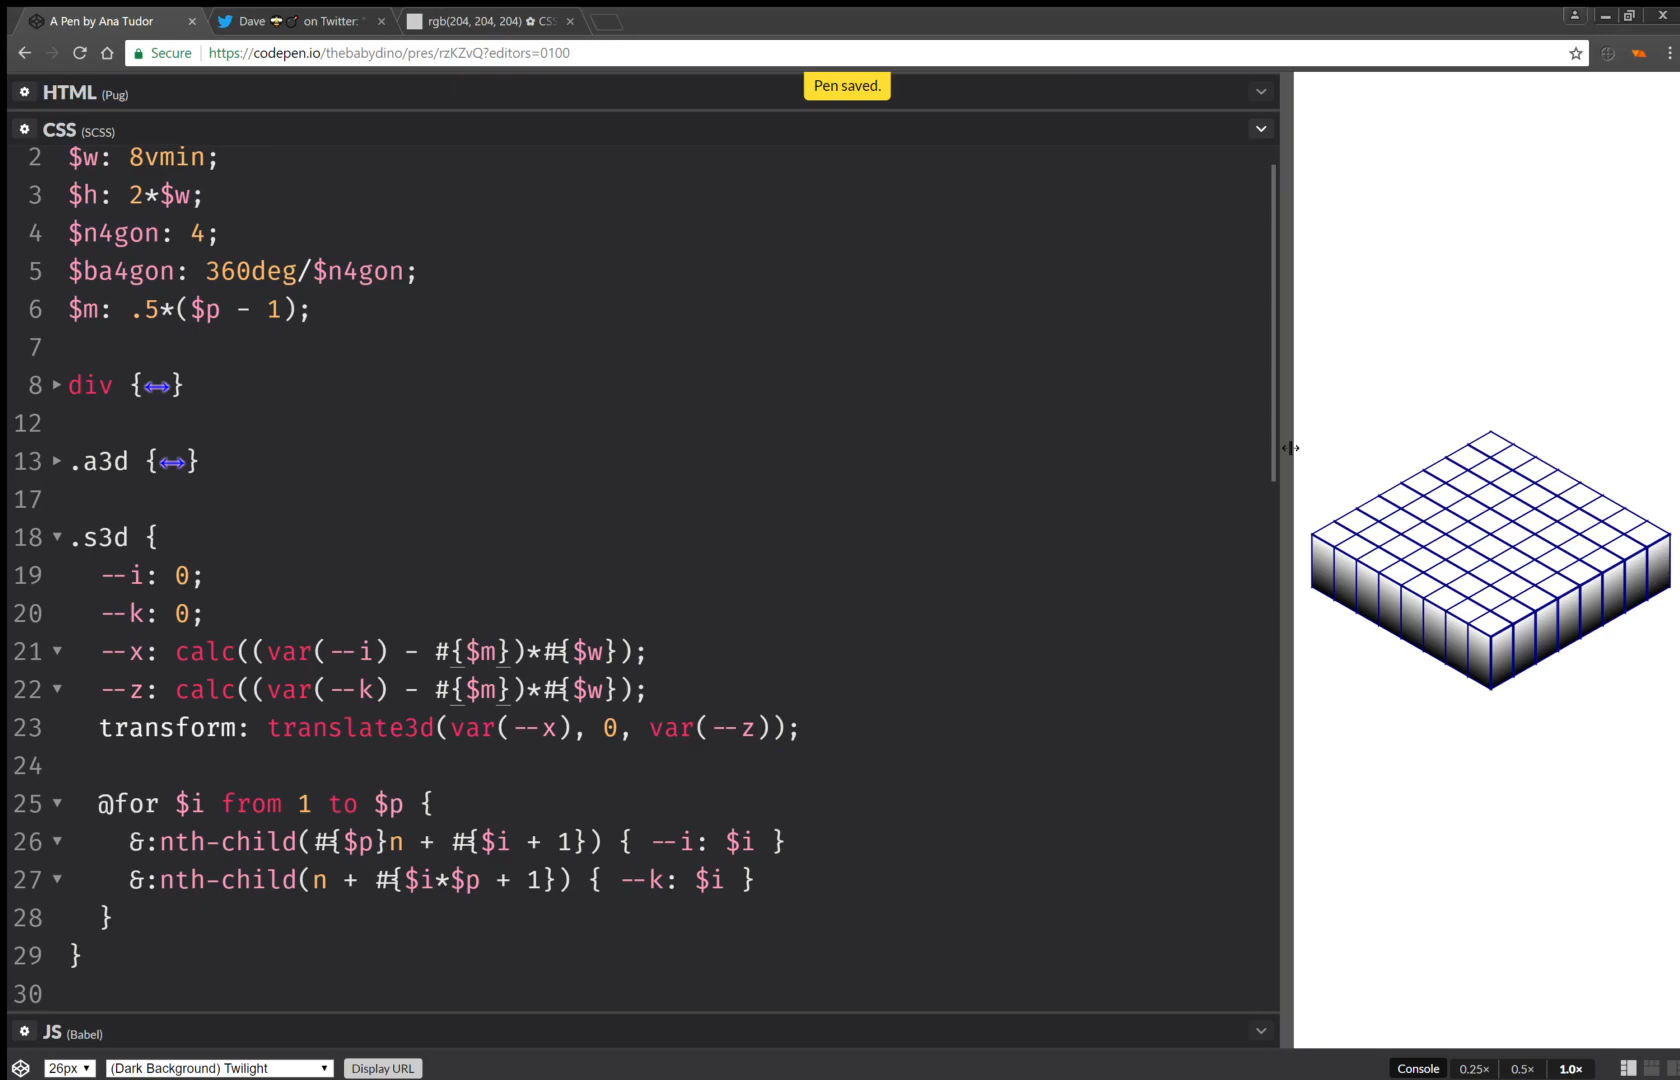 A Pen by Ana Tudor
Dave on Twitter: "
rgb(204, 204, 204) ✿ CSS
Secure https://codepen.io/thebabydino/pres/rzKZvQ?editors=0100
HTML (Pug)
Pen saved.
CSS (SCSS)
2 $w: 8vmin;
3 $h: 2*$w;
4 $n4gon: 4;
5 $ba4gon: 360deg/$n4gon;
6 $m: .5*($p - 1);
7
8 div {↔}
12
13 .a3d {↔}
17
18 .s3d {
19 --i: 0;
20 --k: 0;
21 --x: calc((var(--i) - #{$m})*#{$w});
22 --z: calc((var(--k) - #{$m})*#{$w});
23 transform: translate3d(var(--x), 0, var(--z));
24
25 @for $i from 1 to $p {
26 &:nth-child(#{$p}n + #{$i + 1}) { --i: $i }
27 &:nth-child(n + #{$i*$p + 1}) { --k: $i }
28 }
29 }
30
JS (Babel)
26px (Dark Background) Twilight Display URL Console 0.25× 0.5× 1.0×